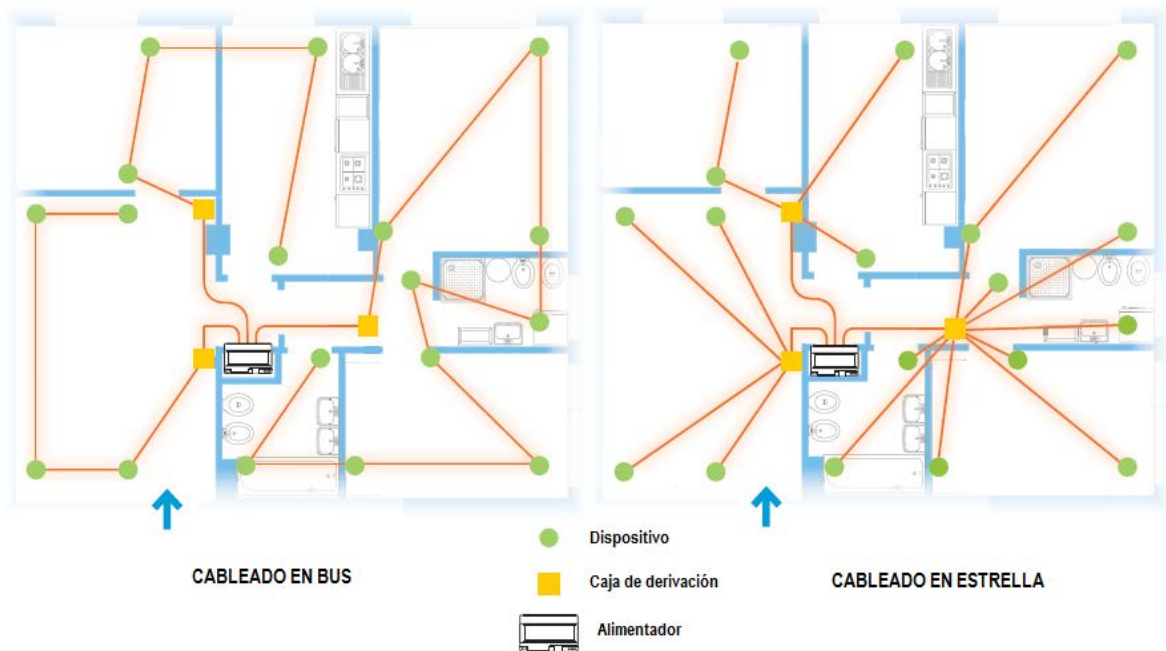 Dispositivo
CABLEADO EN BUS
Caja de derivación
CABLEADO EN ESTRELLA
Alimentador